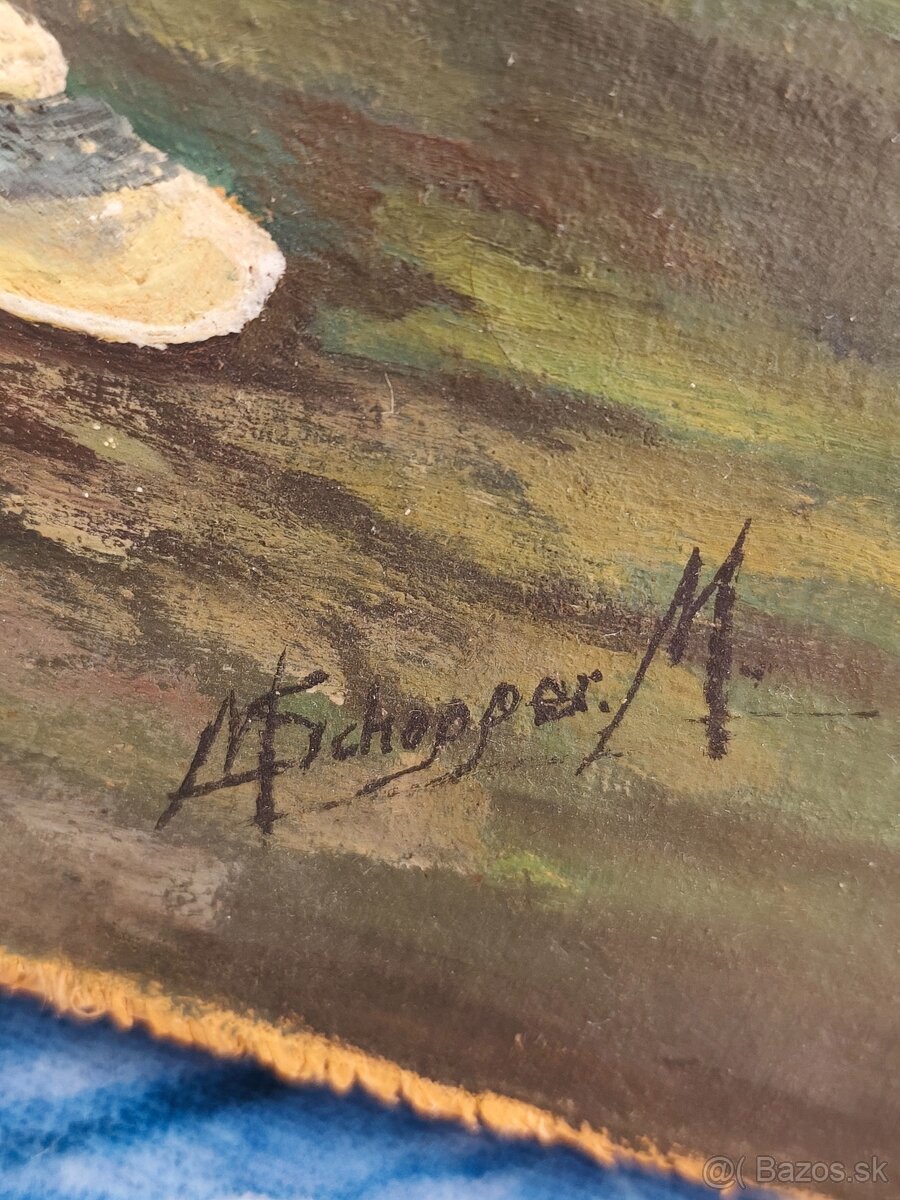 Schopper. M.
@( Bazos.sk